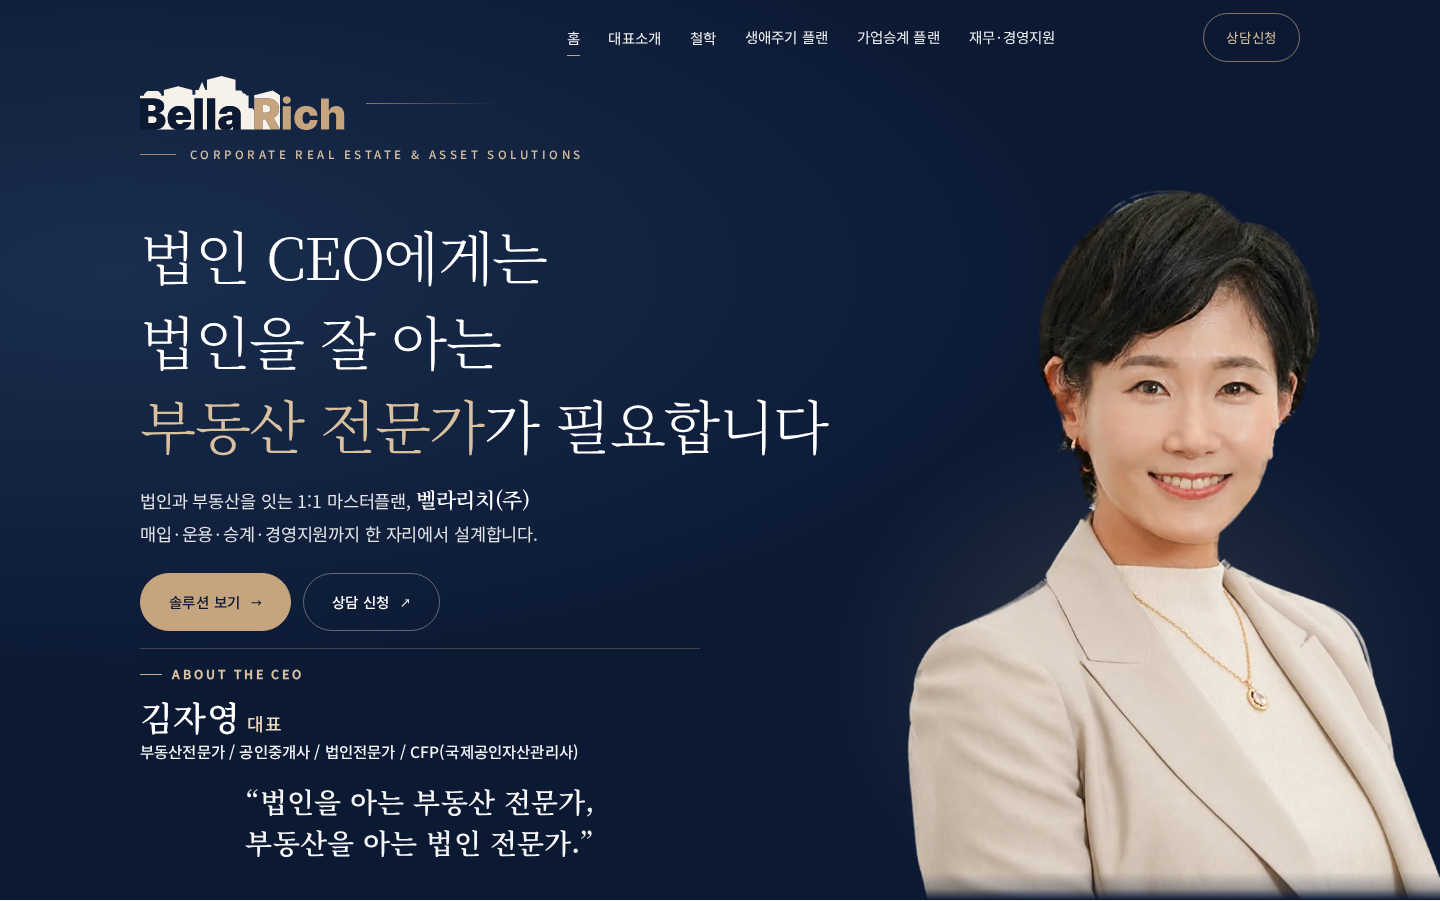 홈 대표소개 철학 생애주기 플랜 가업승계 플랜 재무·경영지원 상담신청
Bella Rich
CORPORATE REAL ESTATE & ASSET SOLUTIONS
법인 CEO에게는
법인을 잘 아는
부동산 전문가가 필요합니다
법인과 부동산을 잇는 1:1 마스터플랜, 벨라리치(주)
매입·운용·승계·경영지원까지 한 자리에서 설계합니다.
솔루션 보기 → 상담 신청 ↗
ABOUT THE CEO
김자영 대표
부동산전문가 / 공인중개사 / 법인전문가 / CFP(국제공인자산관리사)
“법인을 아는 부동산 전문가,
부동산을 아는 법인 전문가.”